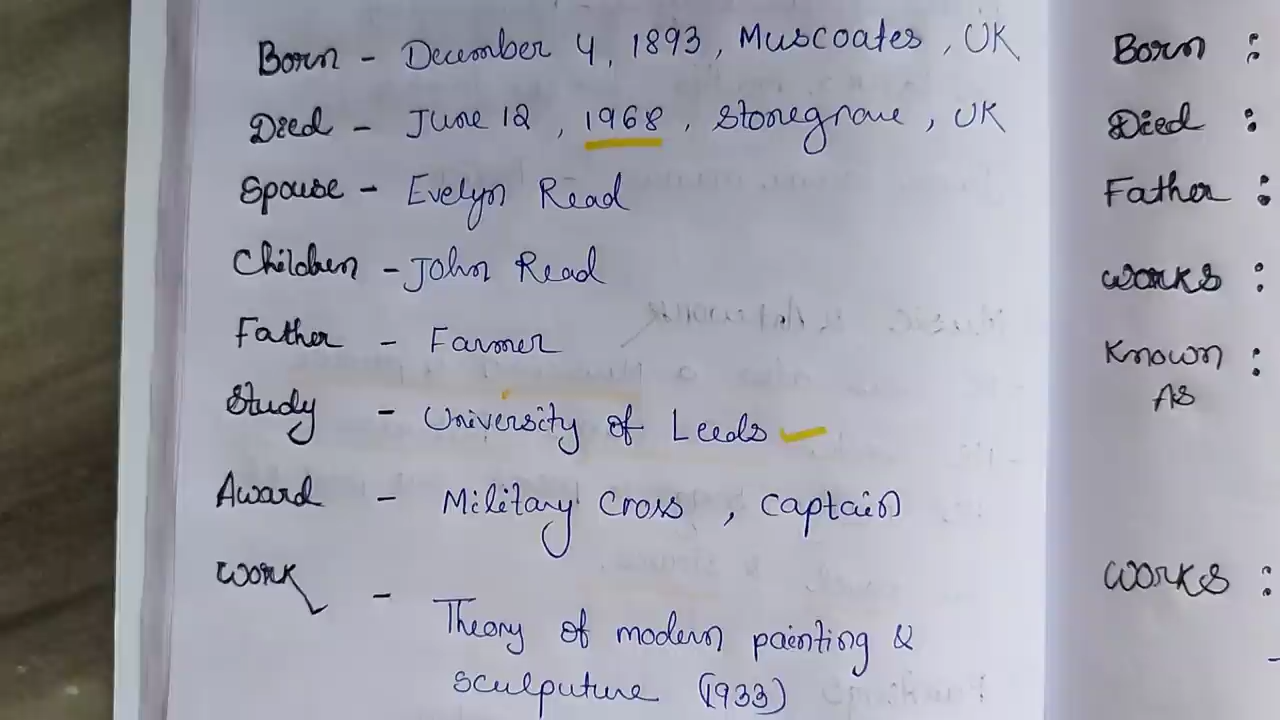 Born - December 4, 1893, Muscoates, UK
Died - June 12, 1968, Stonegrave, UK
Spouse - Evelyn Read
Children - John Read
Father - Farmer
Study - University of Leeds
Award - Military Cross, Captain
Work - Theory of modern painting &
sculputure (1933)
Born :
Died :
Father :
Works :
Known :
As
Works :